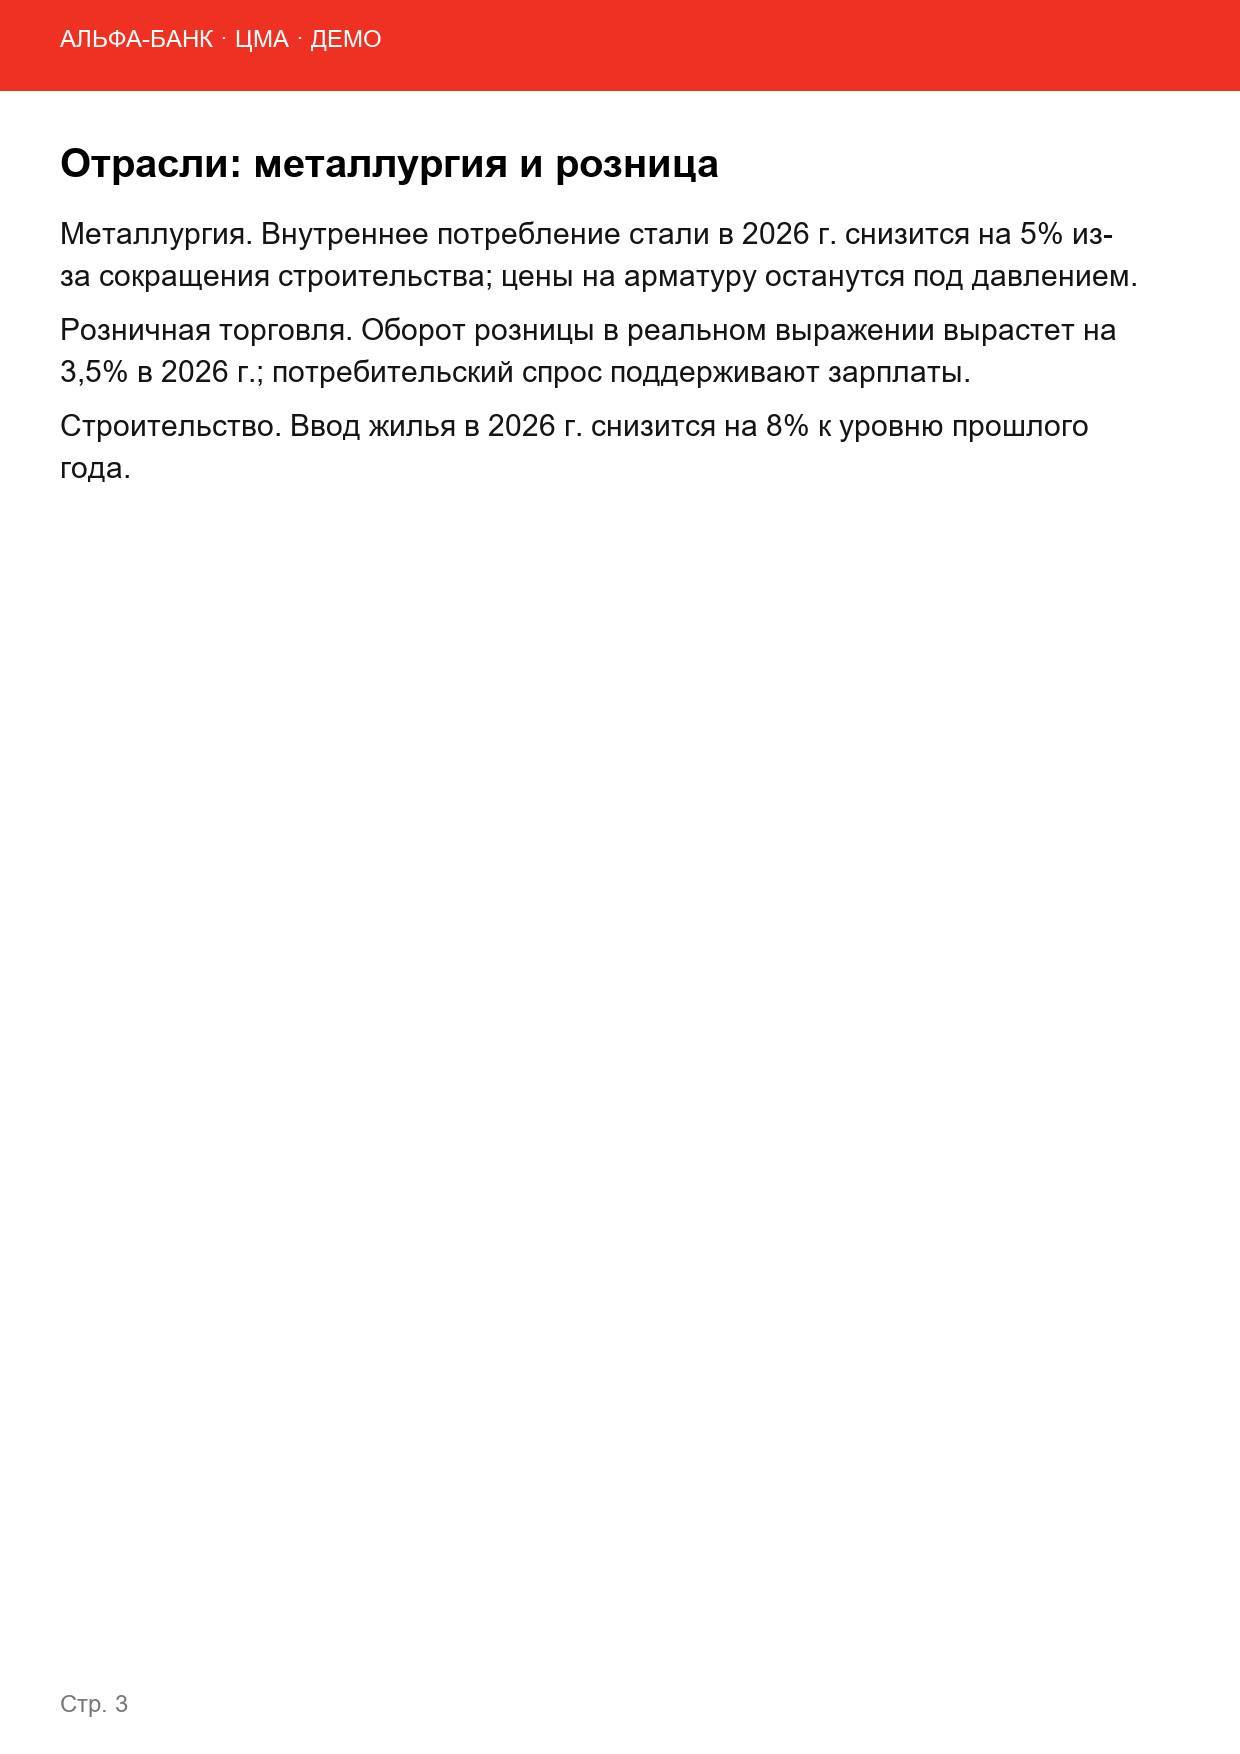 АЛЬФА-БАНК · ЦМА · ДЕМО
Отрасли: металлургия и розница
Металлургия. Внутреннее потребление стали в 2026 г. снизится на 5% из-
за сокращения строительства; цены на арматуру останутся под давлением.
Розничная торговля. Оборот розницы в реальном выражении вырастет на
3,5% в 2026 г.; потребительский спрос поддерживают зарплаты.
Строительство. Ввод жилья в 2026 г. снизится на 8% к уровню прошлого
года.
Стр. 3